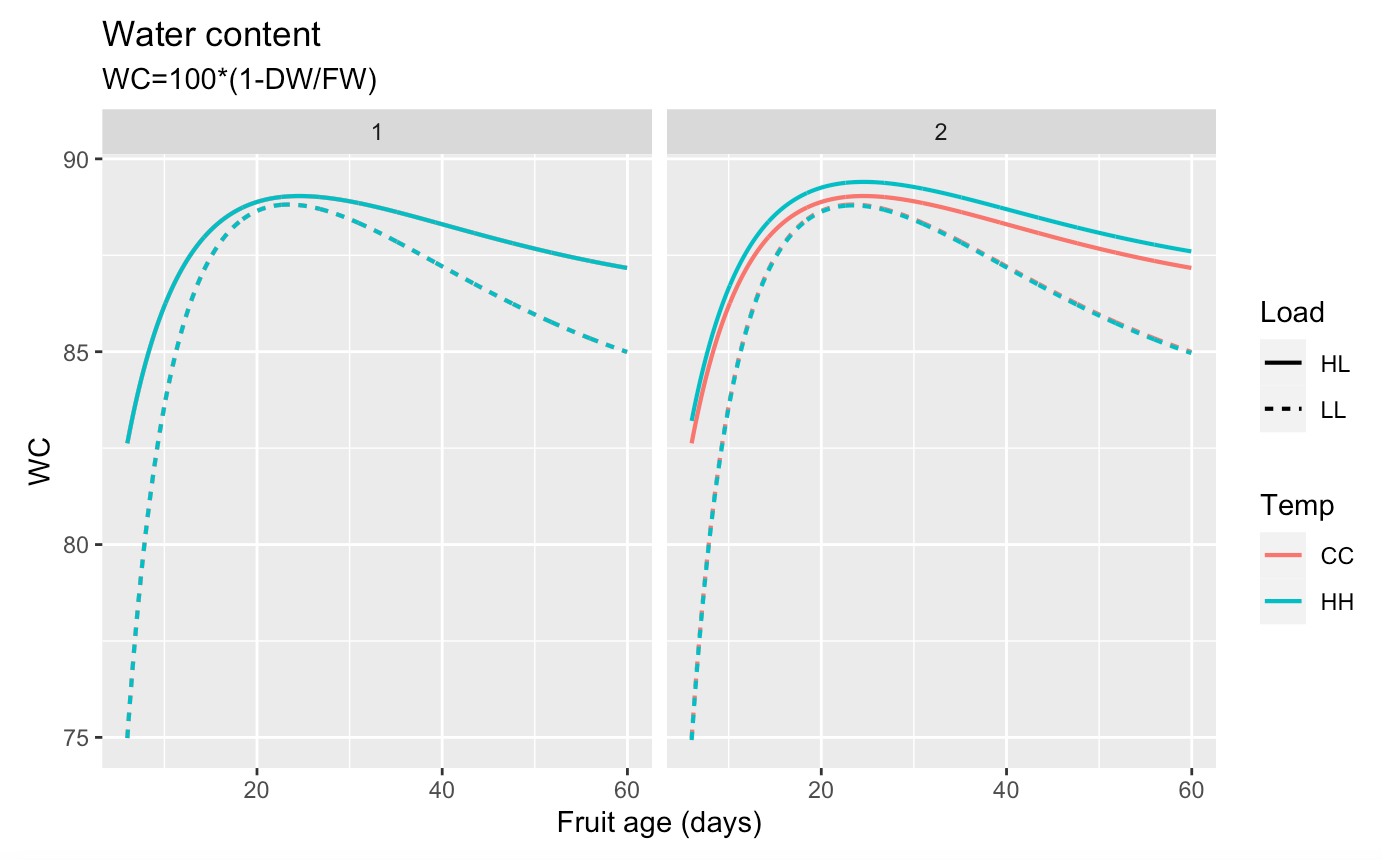 Water content
WC=100*(1-DW/FW)
1
2
90
85
80
75
WC
20
40
60
20
40
60
Fruit age (days)
Load
HL
LL
Temp
CC
HH